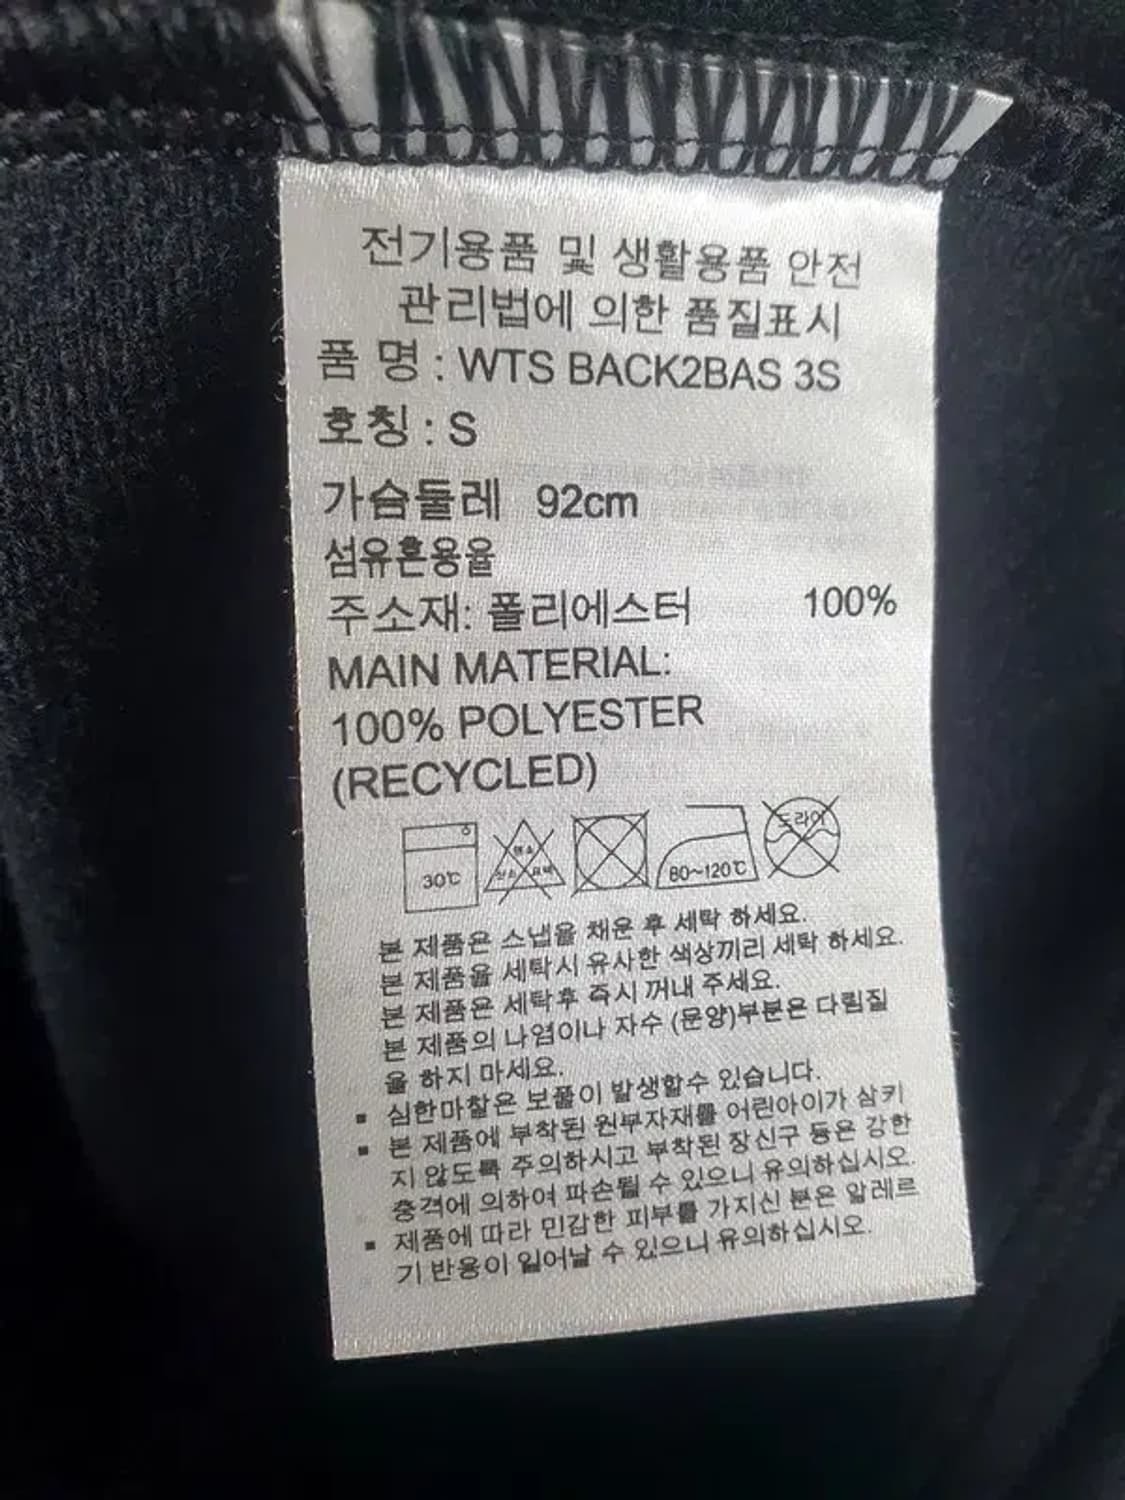 전기용품 및 생활용품 안전
관리법에 의한 품질표시
품 명 : WTS BACK2BAS 3S
호칭 : S
가슴둘레 92cm
섬유혼용율
주소재: 폴리에스터 100%
MAIN MATERIAL:
100% POLYESTER
(RECYCLED)
30℃
80~120℃
드라이
본 제품은 스냅을 채운 후 세탁 하세요.
본 제품을 세탁시 유사한 색상끼리 세탁 하세요.
본 제품은 세탁후 즉시 꺼내 주세요.
본 제품의 나염이나 자수 (문양)부분은 다림질
을 하지 마세요.
▪ 심한마찰은 보풀이 발생할수 있습니다.
▪ 본 제품에 부착된 원부자재를 어린아이가 삼키
지 않도록 주의하시고 부착된 장신구 등은 강한
충격에 의하여 파손될 수 있으니 유의하십시오.
▪ 제품에 따라 민감한 피부를 가지신 분은 알레르
기 반응이 일어날 수 있으니 유의하십시오.